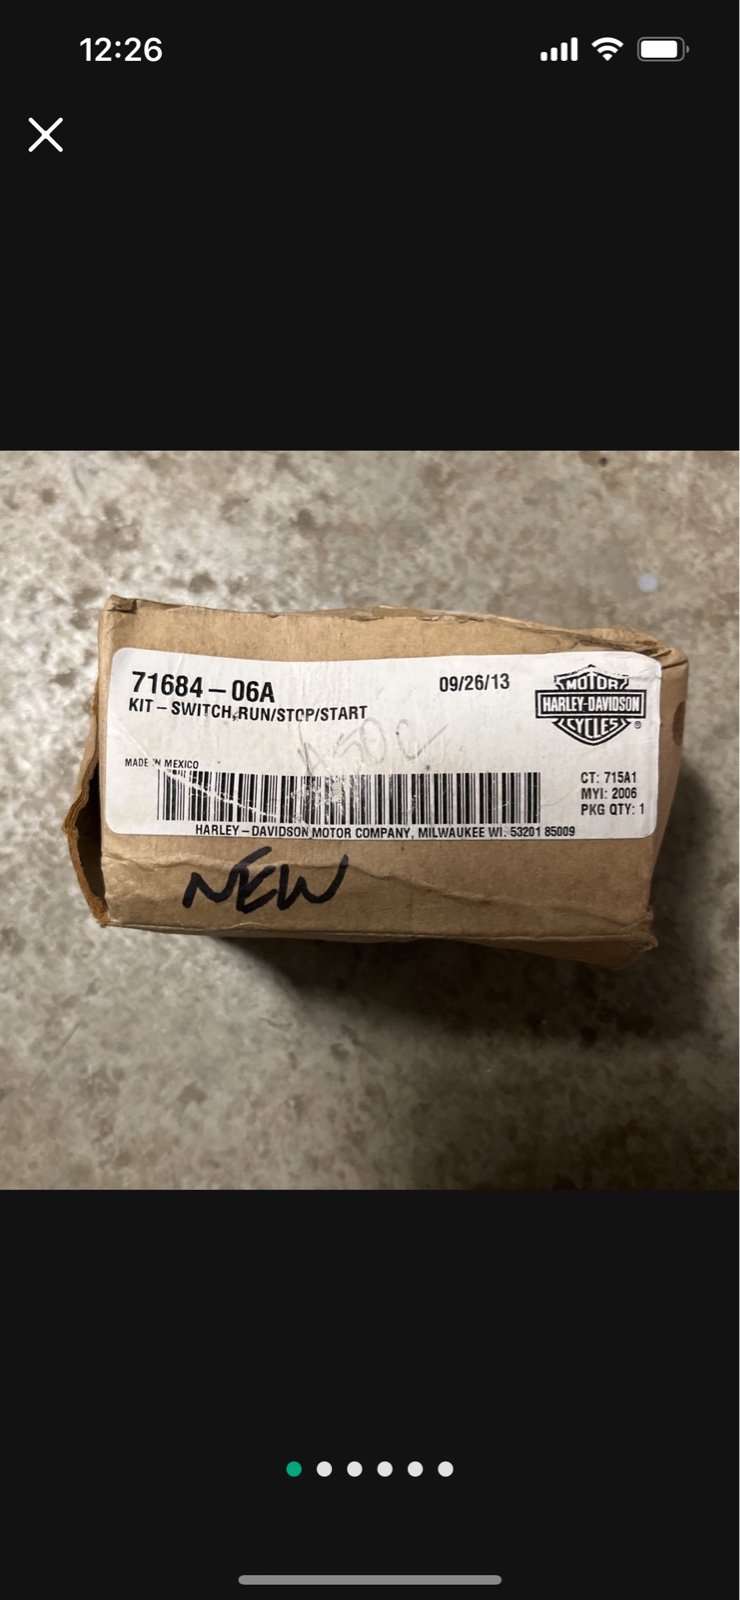 12:26
71684-06A
09/26/13
KIT-SWITCH,RUN/STOP/START
MOTOR
HARLEY-DAVIDSON
CYCLES
®
MADE IN MEXICO
CT: 715A1
MYI: 2006
PKG QTY: 1
HARLEY-DAVIDSON MOTOR COMPANY, MILWAUKEE WI. 53201 85009
NEW